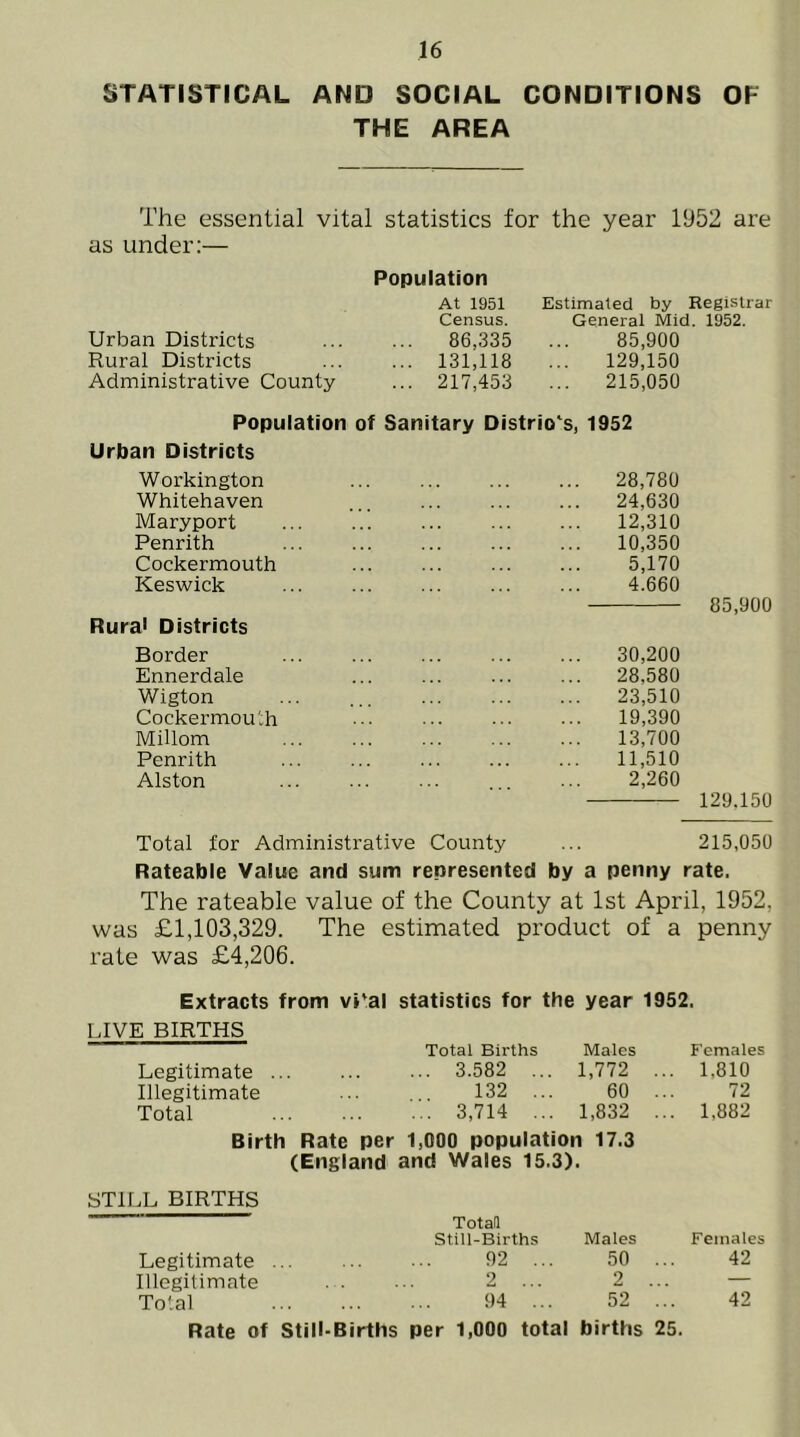 16
STATISTICAL AND SOCIAL CONDITIONS OF
THE AREA
The essential vital statistics for the year 1952 are
as under:—
Population
At 1951 Estimated by Registrar
Census. General Mid. 1952.
Urban Districts ... ... 86,335 ... 85,900
Rural Districts ... ... 131,118 ... 129,150
Administrative County ... 217,453 ... 215,050
Population of Sanitary Distrio's, 1952
Urban Districts
Workington ... ... ... ... 28,780
Whitehaven ... ... ... ... 24,630
Maryport ... ... ... ... ... 12,310
Penrith ... ... ... ... ... 10,350
Cockermouth ... ... ... ... 5,170
Keswick ... ... ... ... ... 4.660
85,900
Rural Districts
Border ... ... ... ... ... 30,200
Ennerdale ... ... ... ... 28,580
Wigton ... ... ... ... ... 23,510
Cockermouth ... ... ... ... 19,390
Millom ... ... ... ... ... 13,700
Penrith ... ... ... ... ... 11,510
Alston ... ... ... ... ... 2,260
129,150
Total for Administrative County ... 215,050
Rateable Value and sum represented by a penny rate.
The rateable value of the County at 1st April, 1952,
was £1,103,329. The estimated product of a penny
rate was £4,206.
Extracts from vi'al statistics for the year 1952.
LIVE BIRTHS
Total Births Males Females
Legitimate ... ... ... 3.582 ... 1,772 ... 1,810
Illegitimate ... ... 132 ... 60 ... 72
Total ... ... ... 3,714 ... 1,832 ... 1,882
Birth Rate per 1,000 population 17.3
(England and Wales 15.3).
STILL BIRTHS
Total
Still-Births Males Females
Legitimate ... ... ... 92 ... 50 ... 42
Illegitimate ... ... 2 ... 2 ... —
Total ... ... ... 94 ... 52 ... 42
Rate of Still-Births per 1,000 total births 25.